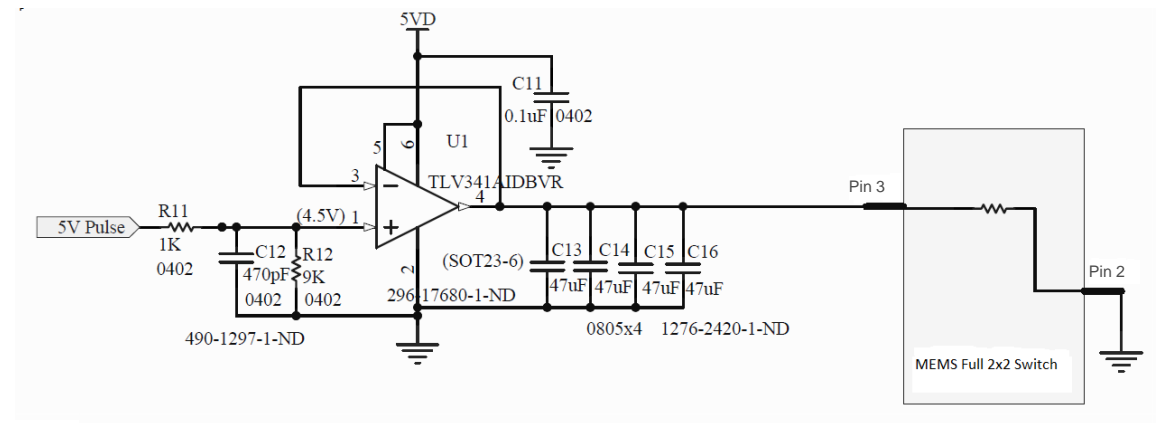 5VD
C11
0.1uF 0402
5
6
U1
3
TLV341AIDBVR
4
Pin 3
R11
5V Pulse
(4.5V) 1
1K
0402
C12
R12
470pF
9K
0402
0402
2
(SOT23-6)
C13
C14
C15
C16
47uF
47uF
47uF
47uF
Pin 2
296-17680-1-ND
490-1297-1-ND
0805x4
1276-2420-1-ND
MEMS Full 2x2 Switch